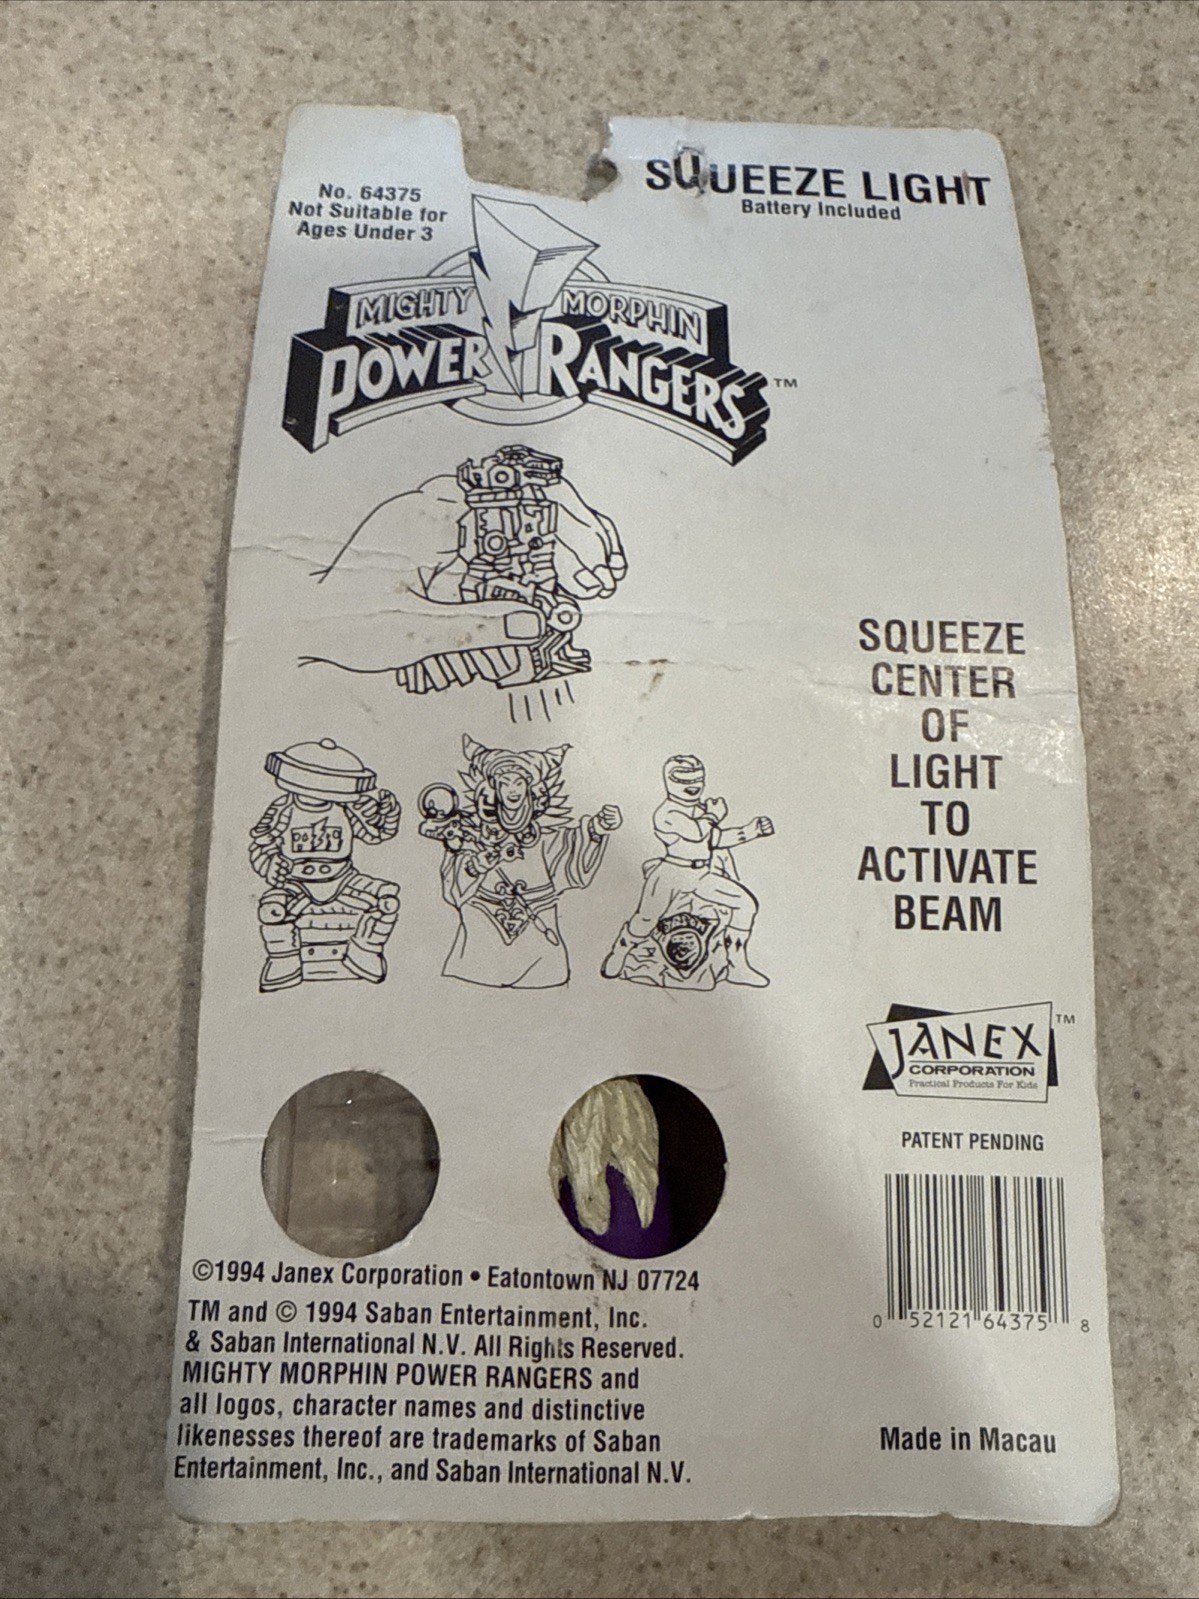 No. 64375
Not Suitable for
Ages Under 3
SQUEEZE LIGHT
Battery Included
MIGHTY MORPHIN
POWER RANGERS
TM
SQUEEZE
CENTER
OF
LIGHT
TO
ACTIVATE
BEAM
JANEX TM
CORPORATION
Practical Products For Kids
PATENT PENDING
0 52121 64375 8
©1994 Janex Corporation • Eatontown NJ 07724
TM and © 1994 Saban Entertainment, Inc.
& Saban International N.V. All Rights Reserved.
MIGHTY MORPHIN POWER RANGERS and
all logos, character names and distinctive
likenesses thereof are trademarks of Saban
Entertainment, Inc., and Saban International N.V.
Made in Macau